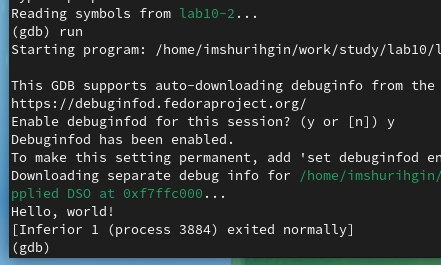 Reading symbols from lab10-2...
(gdb) run
Starting program: /home/imshurihgin/work/study/lab10/l

This GDB supports auto-downloading debuginfo from the
https://debuginfod.fedoraproject.org/
Enable debuginfod for this session? (y or [n]) y
Debuginfod has been enabled.
To make this setting permanent, add 'set debuginfod en
Downloading separate debug info for /home/imshurihgin/
pplied DSO at 0xf7ffc000...
Hello, world!
[Inferior 1 (process 3884) exited normally]
(gdb)